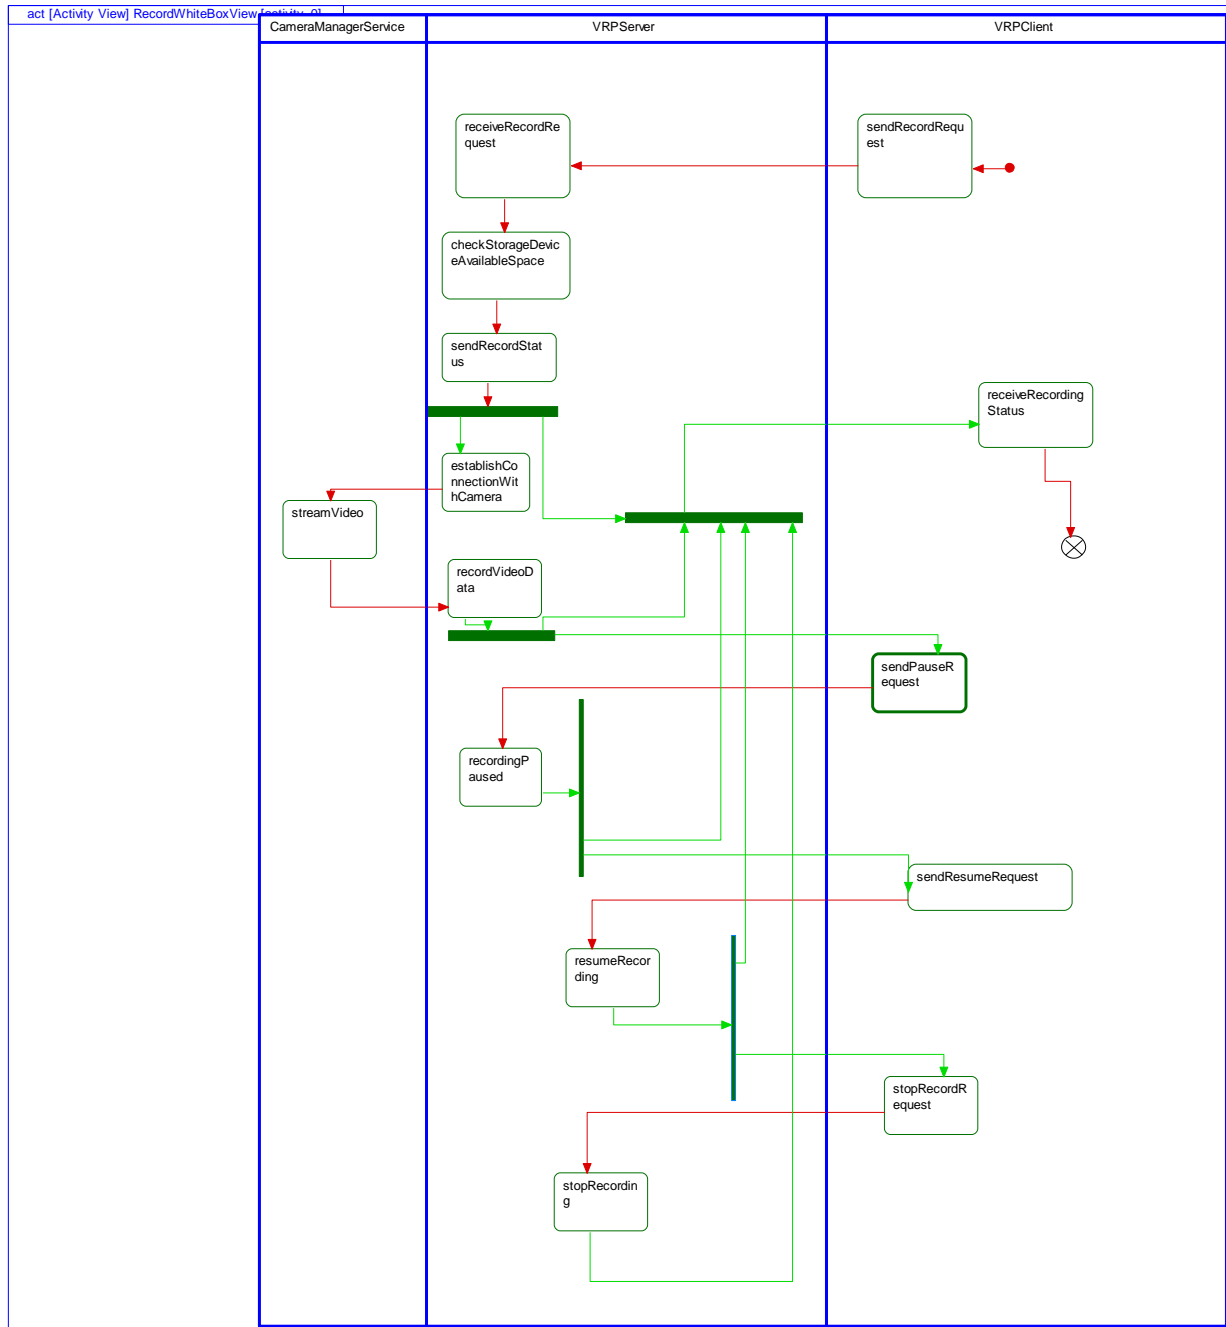 act [Activity View] RecordWhiteBoxView [activity_0]
CameraManagerService
VRPServer
VRPClient
receiveRecordRe
quest
sendRecordRequ
est
checkStorageDevic
eAvailableSpace
sendRecordStat
us
receiveRecording
Status
establishCo
nnectionWit
hCamera
streamVideo
recordVideoD
ata
sendPauseR
equest
recordingP
aused
sendResumeRequest
resumeRecor
ding
stopRecordR
equest
stopRecordin
g